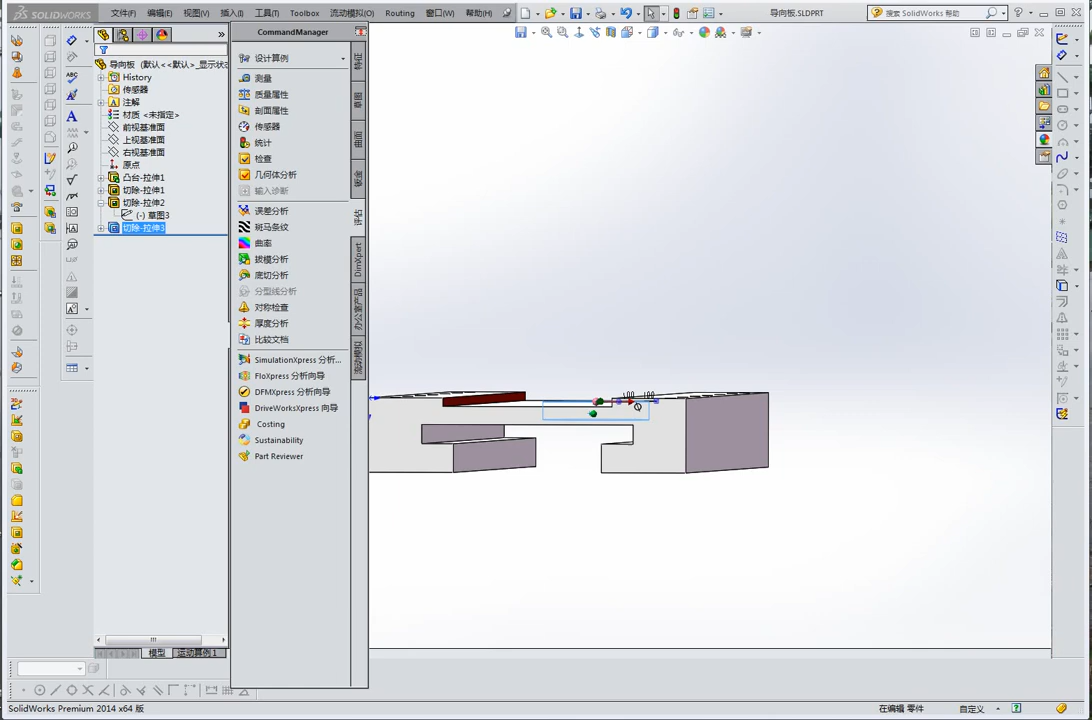 SOLIDWORKS
文件(F)
编辑(E)
视图(V)
插入(I)
工具(T)
Toolbox
流动模拟(O)
Routing
窗口(W)
帮助(H)
导向板.SLDPRT
SolidWorks 帮助
CommandManager
导向板 (默认<<默认>_显示状态
History
传感器
注解
材质 <未指定>
前视基准面
上视基准面
右视基准面
原点
凸台-拉伸1
切除-拉伸1
切除-拉伸2
(-) 草图3
切除-拉伸3
设计算例
测量
质量属性
剖面属性
传感器
统计
检查
几何体分析
输入诊断
误差分析
斑马条纹
曲率
拔模分析
底切分析
分型线分析
对称检查
厚度分析
比较文档
SimulationXpress 分析...
FloXpress 分析向导
DFMXpress 分析向导
DriveWorksXpress 向导
Costing
Sustainability
Part Reviewer
特征
草图
曲面
钣金
评估
DimXpert
办公室产品
流动模拟
模型
运动算例1
SolidWorks Premium 2014 x64 版
在编辑 零件
自定义